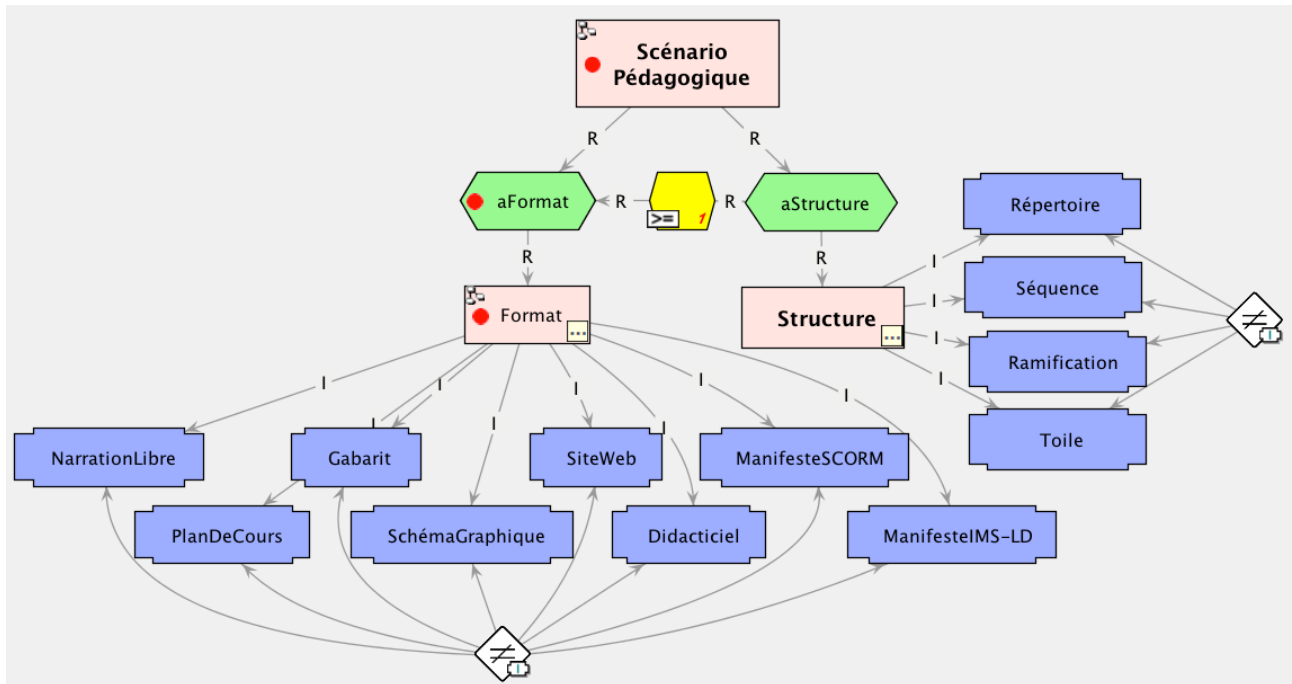 Scénario
Pédagogique
R
R
aFormat
R
>=
1
R
aStructure
Répertoire
R
R
I
Séquence
I
Format
...
Structure
...
I
Ramification
I
I
I
I
I
I
I
I
I
Toile
NarrationLibre
Gabarit
SiteWeb
ManifesteSCORM
PlanDeCours
SchémaGraphique
Didacticiel
ManifesteIMS-LD
≠
I
≠
I